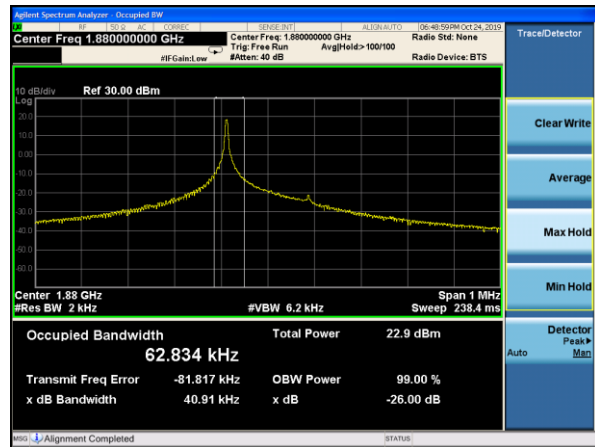 Agilent Spectrum Analyzer - Occupied BW
RF 50 Ω AC CORREC SENSE:INT ALIGN AUTO 06:48:59PM Oct 24, 2019
Center Freq 1.880000000 GHz Center Freq: 1.880000000 GHz Radio Std: None
Trig: Free Run Avg|Hold:> 100/100
#IFGain:Low #Atten: 40 dB Radio Device: BTS
Trace/Detector
10 dB/div Ref 30.00 dBm
Log
20.0
10.0
0.00
-10.0
-20.0
-30.0
-40.0
-50.0
-60.0
Center 1.88 GHz Span 1 MHz
#Res BW 2 kHz #VBW 6.2 kHz Sweep 238.4 ms
Occupied Bandwidth Total Power 22.9 dBm
62.834 kHz
Transmit Freq Error -81.817 kHz OBW Power 99.00 %
x dB Bandwidth 40.91 kHz x dB -26.00 dB
Clear Write
Average
Max Hold
Min Hold
Detector
Peak▶
Auto Man
MSG Alignment Completed STATUS